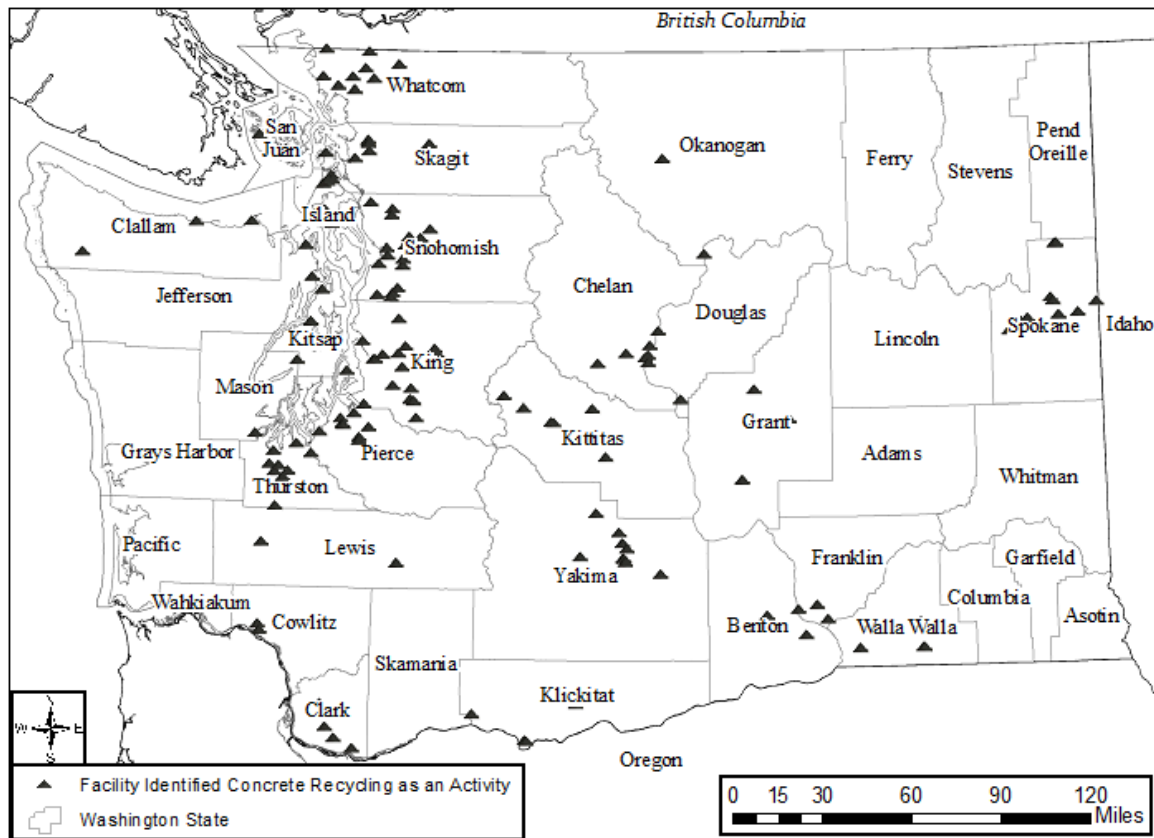 British Columbia
Whatcom
San
Juan
Skagit
Okanogan
Ferry
Stevens
Pend
Oreille
Island
Clallam
Snohomish
Chelan
Jefferson
Douglas
Kitsap
King
Lincoln
Spokane
Idaho
Mason
Grant
Kittitas
Grays Harbor
Pierce
Adams
Whitman
Thurston
Pacific
Lewis
Yakima
Franklin
Garfield
Columbia
Asotin
Wahkiakum
Cowlitz
Benton
Walla Walla
Skamania
Klickitat
Clark
Oregon
N
W E
S
Facility Identified Concrete Recycling as an Activity
Washington State
0 15 30 60 90 120
Miles